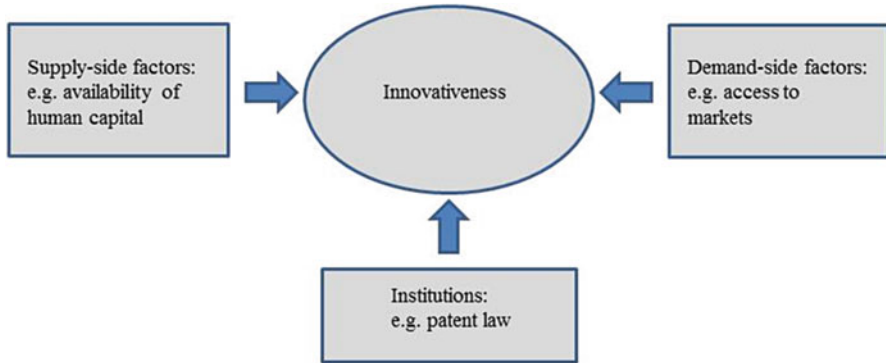 Supply-side factors:
e.g. availability of
human capital
Innovativeness
Demand-side factors:
e.g. access to
markets
Institutions:
e.g. patent law